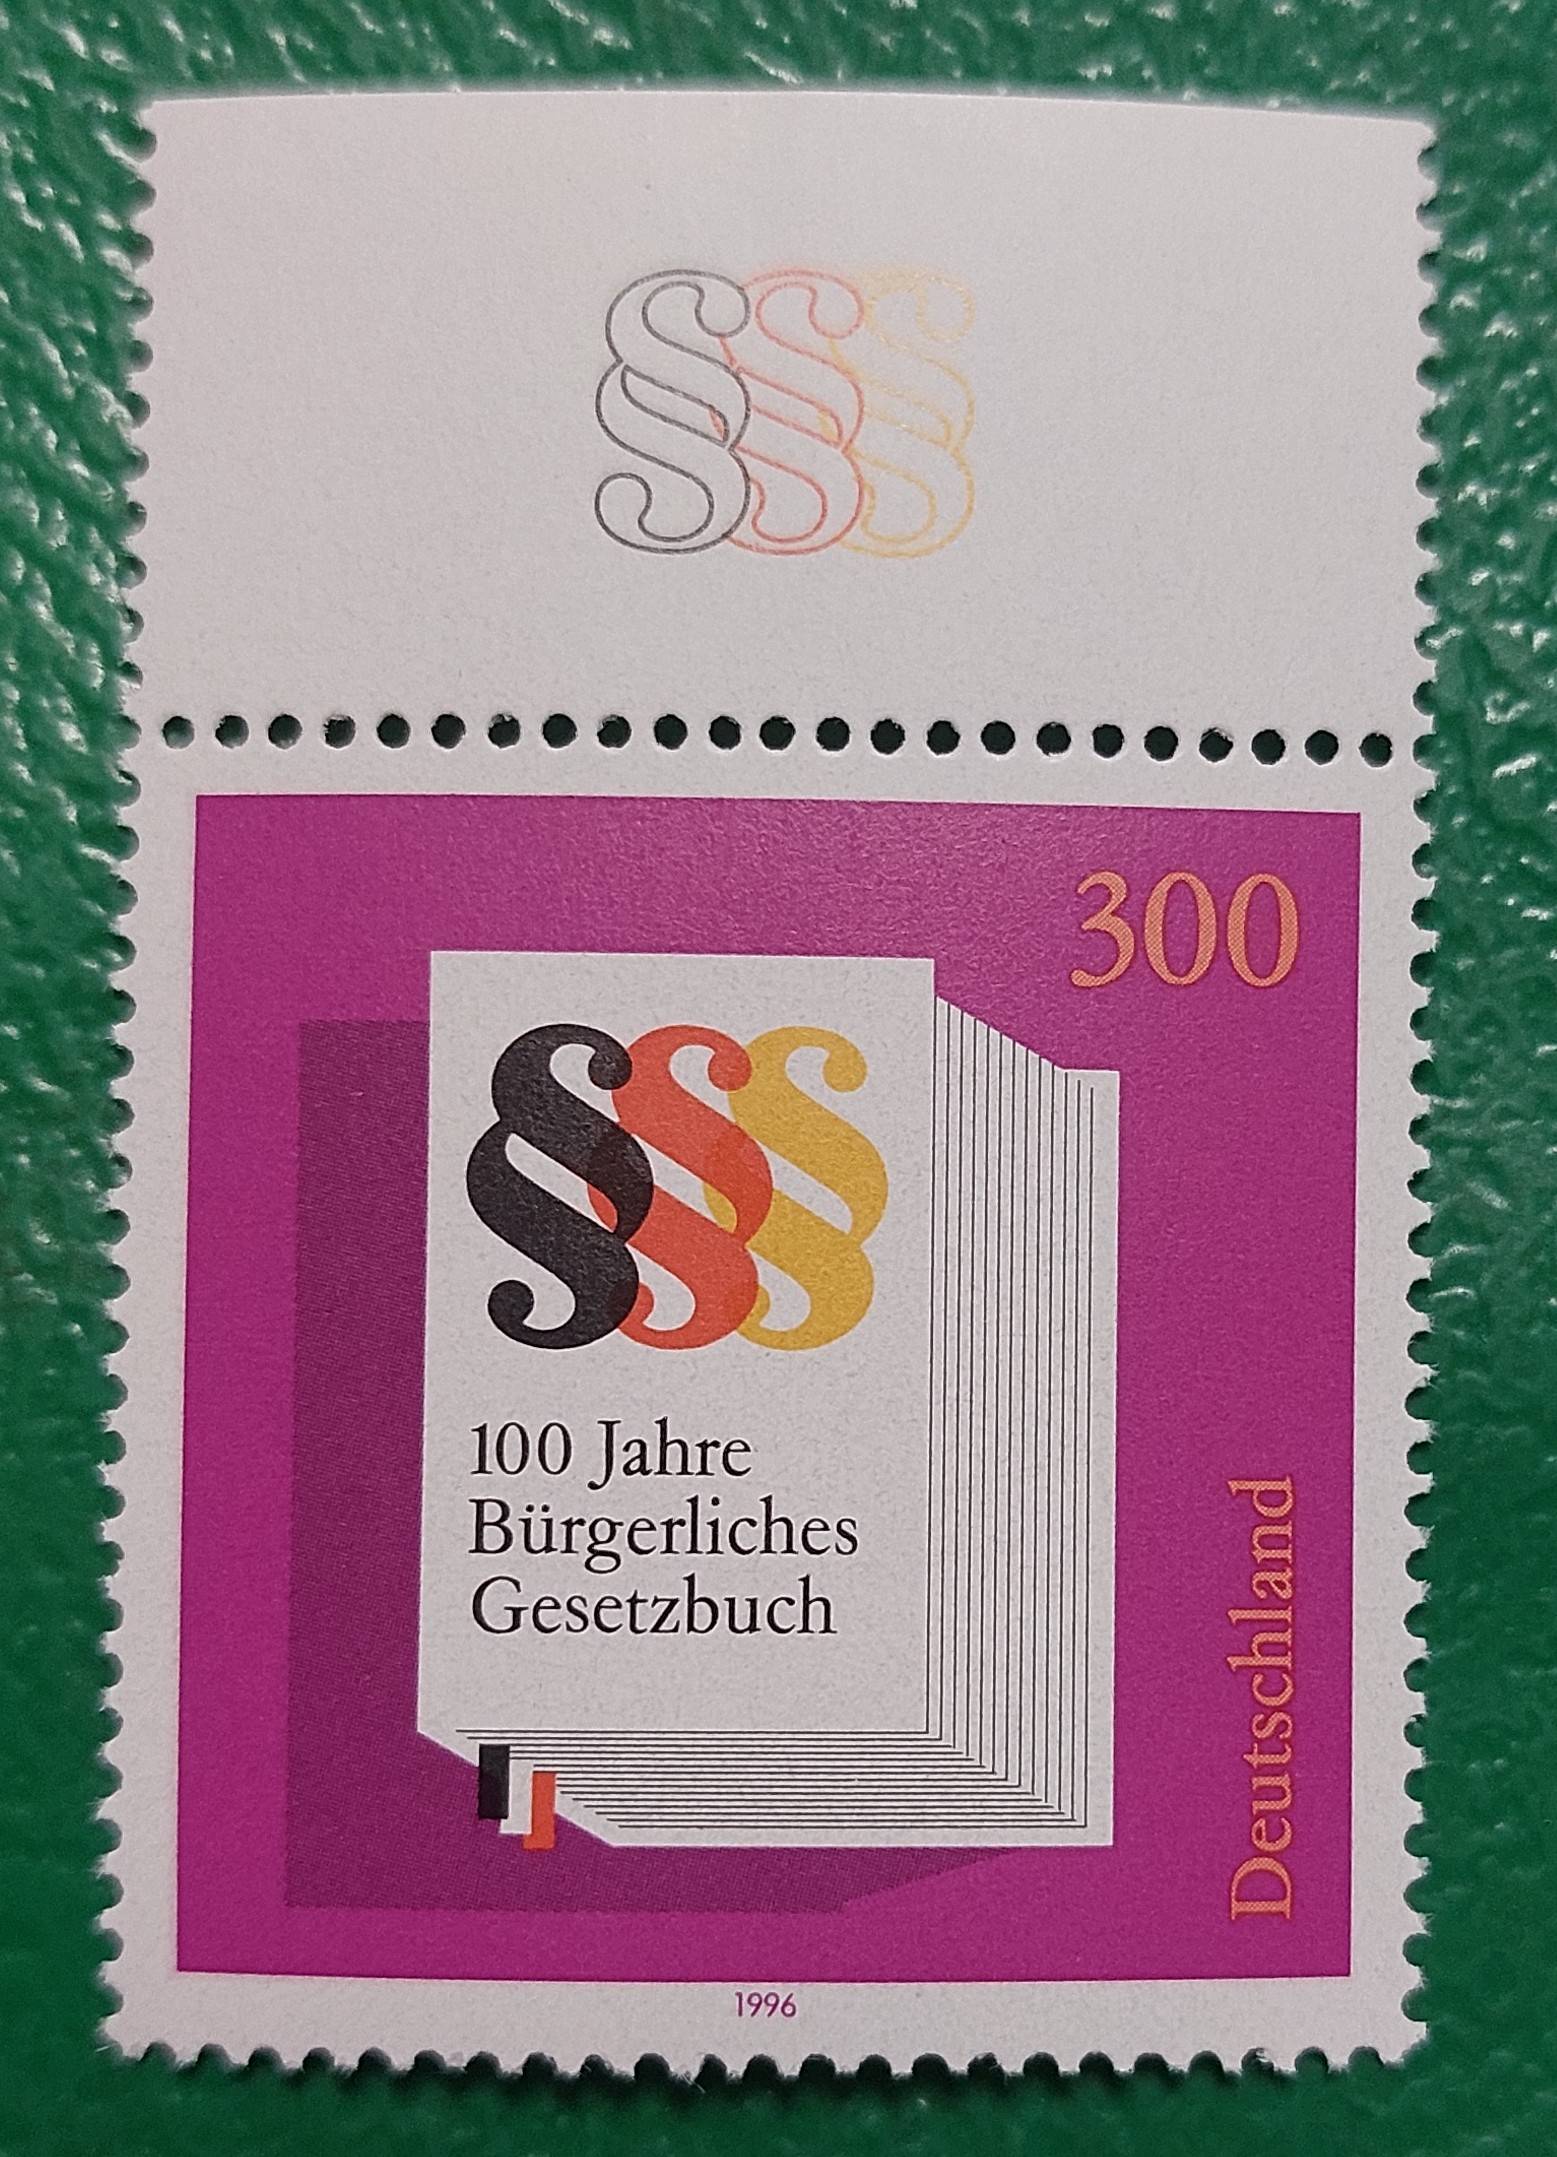 §§§
300
§§§
100 Jahre
Bürgerliches
Gesetzbuch
Deutschland
1996